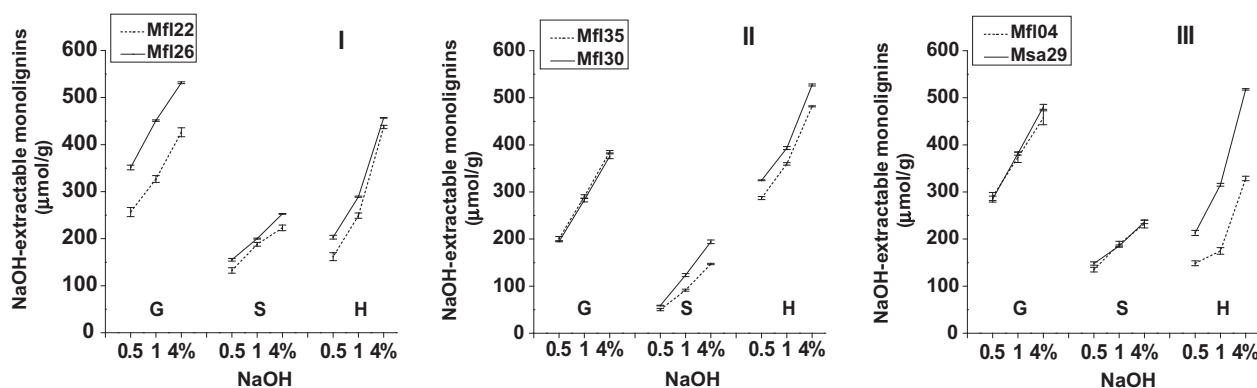 Mfl22
Mfl26
I
NaOH-extractable monolignins
(μmol/g)
600
500
400
300
200
100
0
G
S
H
0.5 1 4% 0.5 1 4% 0.5 1 4%
NaOH
Mfl35
Mfl30
II
NaOH-extractable monolignins
(μmol/g)
600
500
400
300
200
100
0
G
S
H
0.5 1 4% 0.5 1 4% 0.5 1 4%
NaOH
Mfl04
Msa29
III
NaOH-extractable monolignins
(μmol/g)
600
500
400
300
200
100
0
G
S
H
0.5 1 4% 0.5 1 4% 0.5 1 4%
NaOH